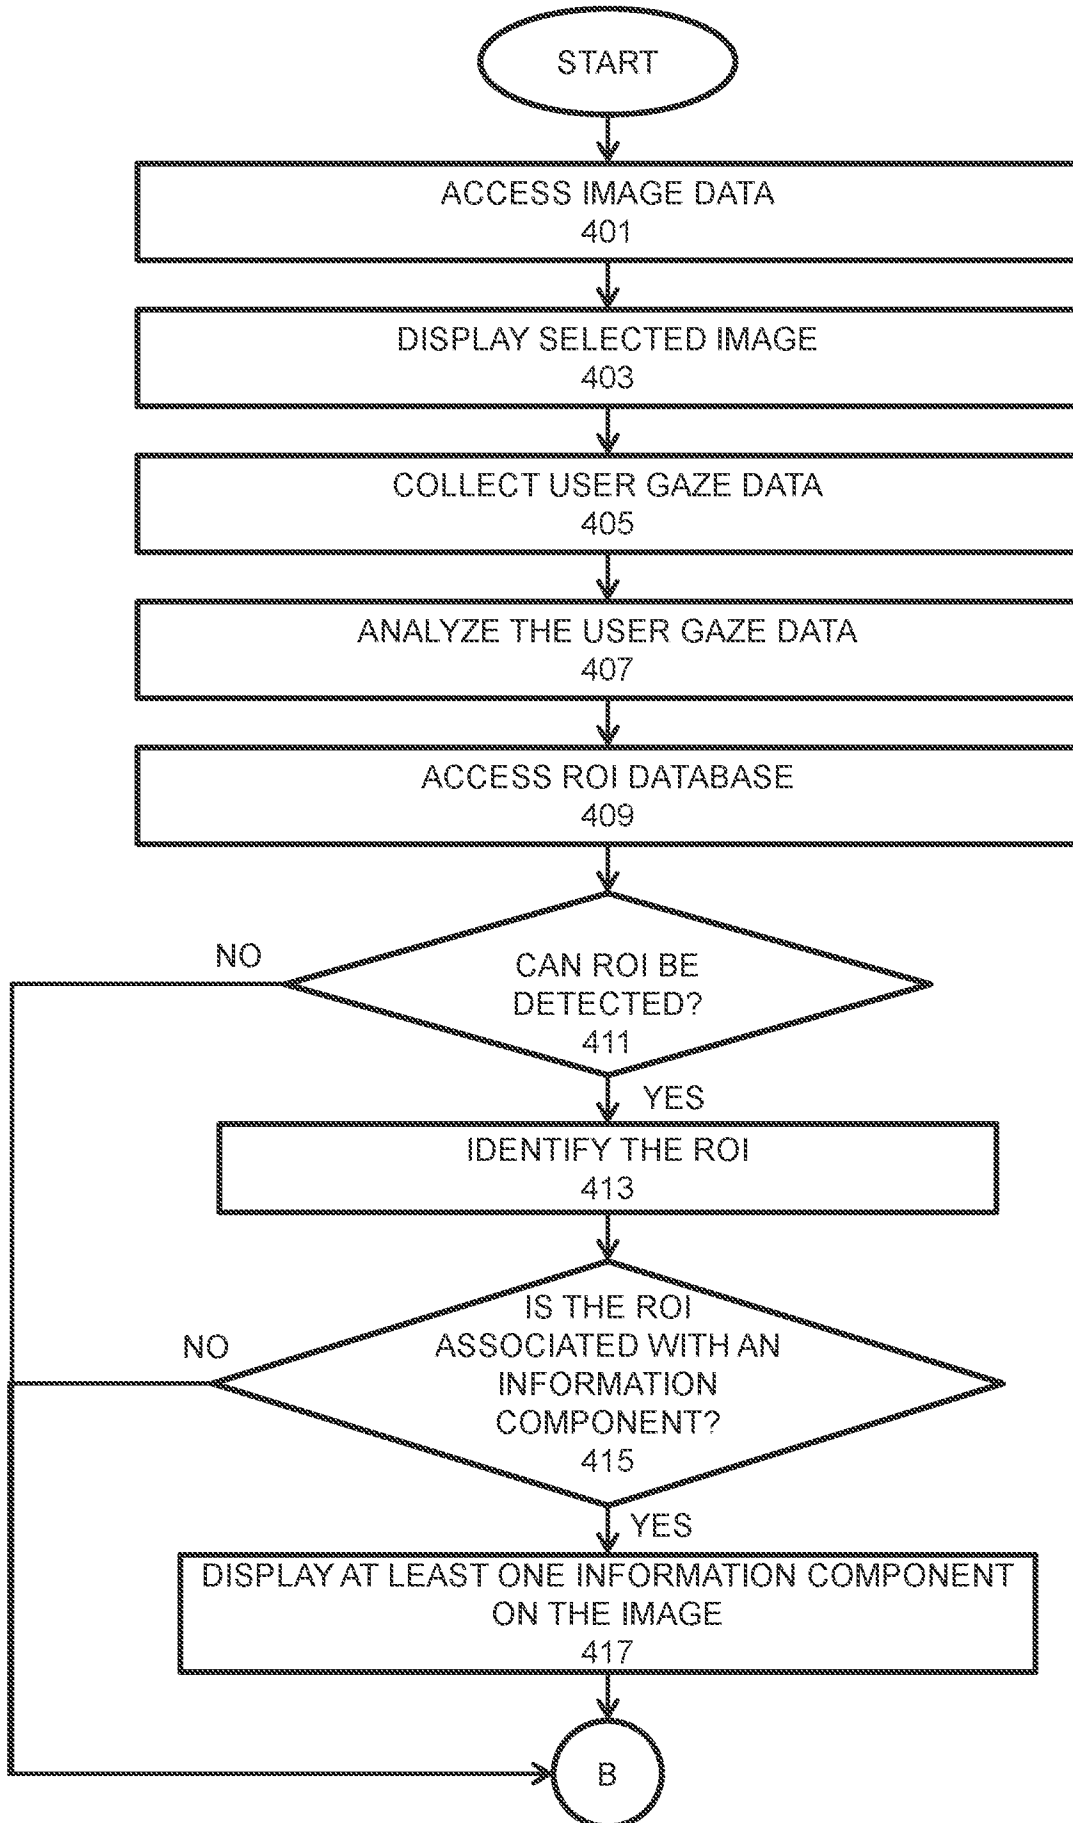 START
ACCESS IMAGE DATA
401
DISPLAY SELECTED IMAGE
403
COLLECT USER GAZE DATA
405
ANALYZE THE USER GAZE DATA
407
ACCESS ROI DATABASE
409
NO
CAN ROI BE
DETECTED?
411
YES
IDENTIFY THE ROI
413
NO
IS THE ROI
ASSOCIATED WITH AN
INFORMATION
COMPONENT?
415
YES
DISPLAY AT LEAST ONE INFORMATION COMPONENT
ON THE IMAGE
417
B